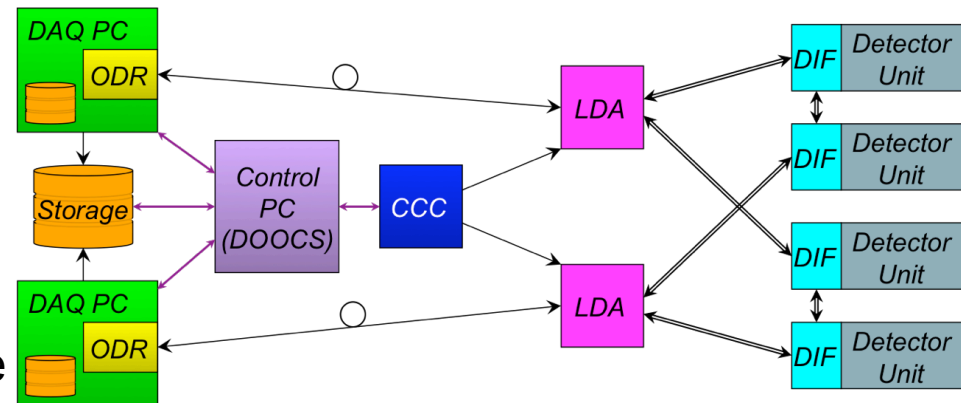 DAQ PC
ODR
Storage
Control
PC
(DOOCS)
CCC
DAQ PC
ODR
e
LDA
LDA
DIF
Detector
Unit
DIF
Detector
Unit
DIF
Detector
Unit
DIF
Detector
Unit